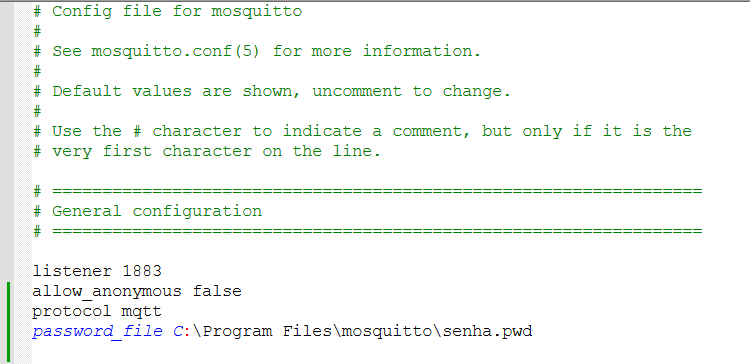 # Config file for mosquitto
#
# See mosquitto.conf(5) for more information.
#
# Default values are shown, uncomment to change.
#
# Use the # character to indicate a comment, but only if it is the
# very first character on the line.
# =================================================================
# General configuration
# =================================================================
listener 1883
allow_anonymous false
protocol mqtt
password_file C:\Program Files\mosquitto\senha.pwd